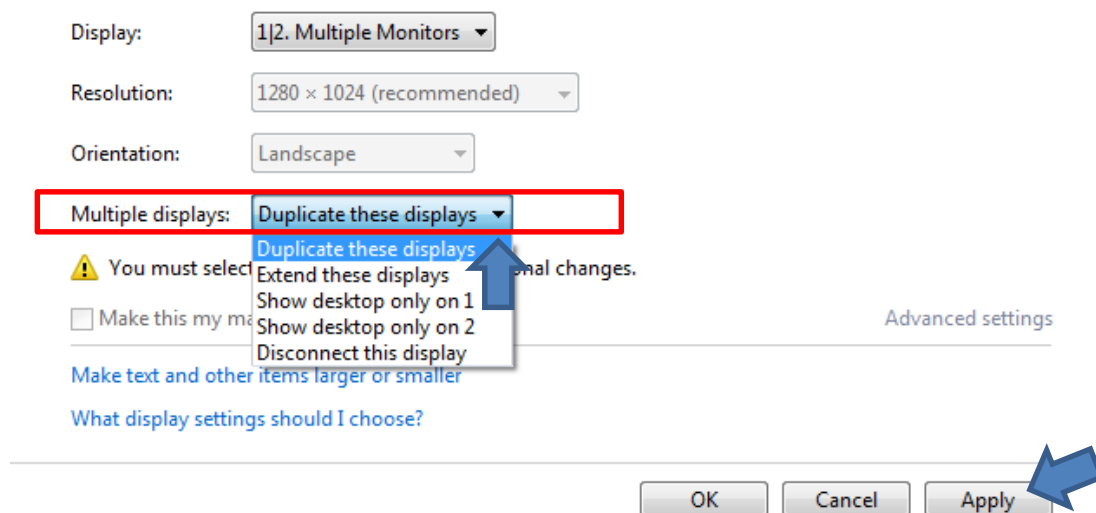 Display: 1|2. Multiple Monitors
Resolution: 1280 × 1024 (recommended)
Orientation: Landscape
Multiple displays: Duplicate these displays
Duplicate these displays
You must select onal changes.
Extend these displays
Show desktop only on 1
Make this my ma Advanced settings
Show desktop only on 2
Disconnect this display
Make text and other items larger or smaller
What display settings should I choose?
OK Cancel Apply